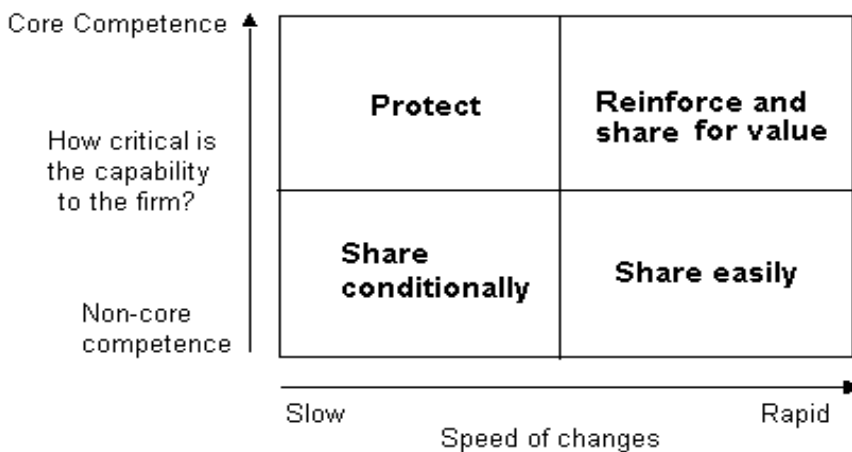 Core Competence
Protect
Reinforce and
share for value
How critical is
the capability
to the firm?
Share
conditionally
Share easily
Non-core
competence
Slow
Rapid
Speed of changes